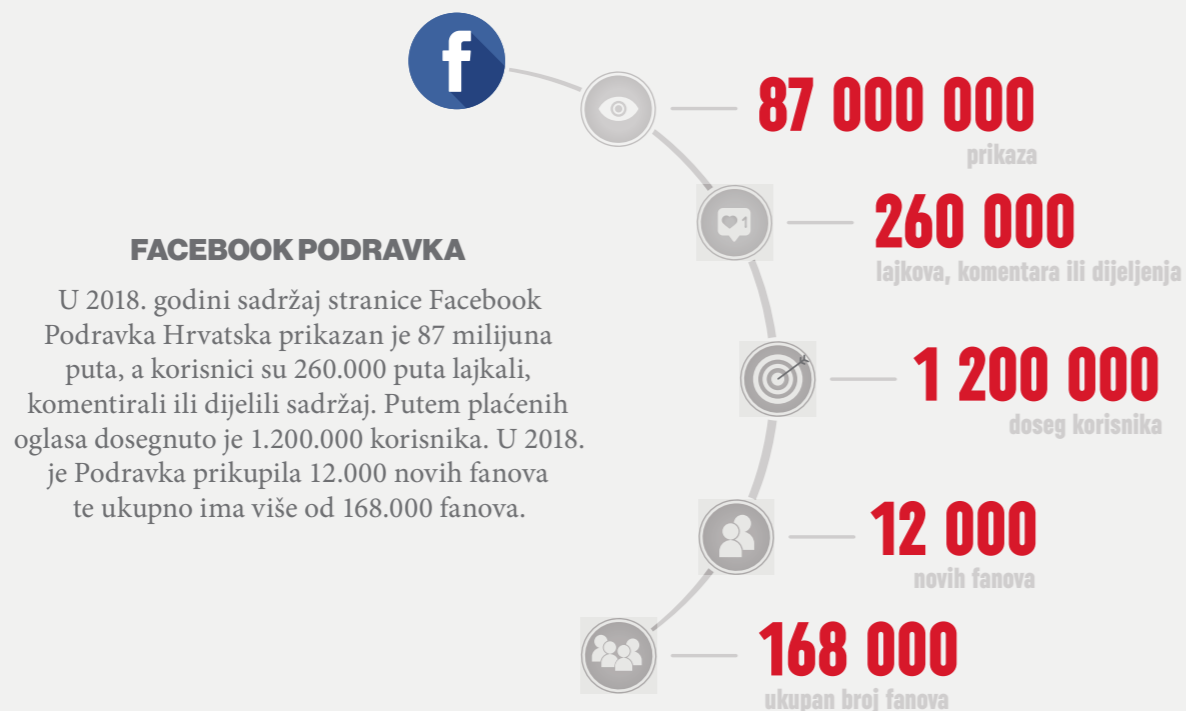 f
87 000 000
prikaza
1
260 000
lajkova, komentara ili dijeljenja
FACEBOOK PODRAVKA
U 2018. godini sadržaj stranice Facebook
Podravka Hrvatska prikazan je 87 milijuna
puta, a korisnici su 260.000 puta lajkali,
komentirali ili dijelili sadržaj. Putem plaćenih
oglasa dosegnuto je 1.200.000 korisnika. U 2018.
je Podravka prikupila 12.000 novih fanova
te ukupno ima više od 168.000 fanova.
1 200 000
doseg korisnika
12 000
novih fanova
168 000
ukupan broj fanova